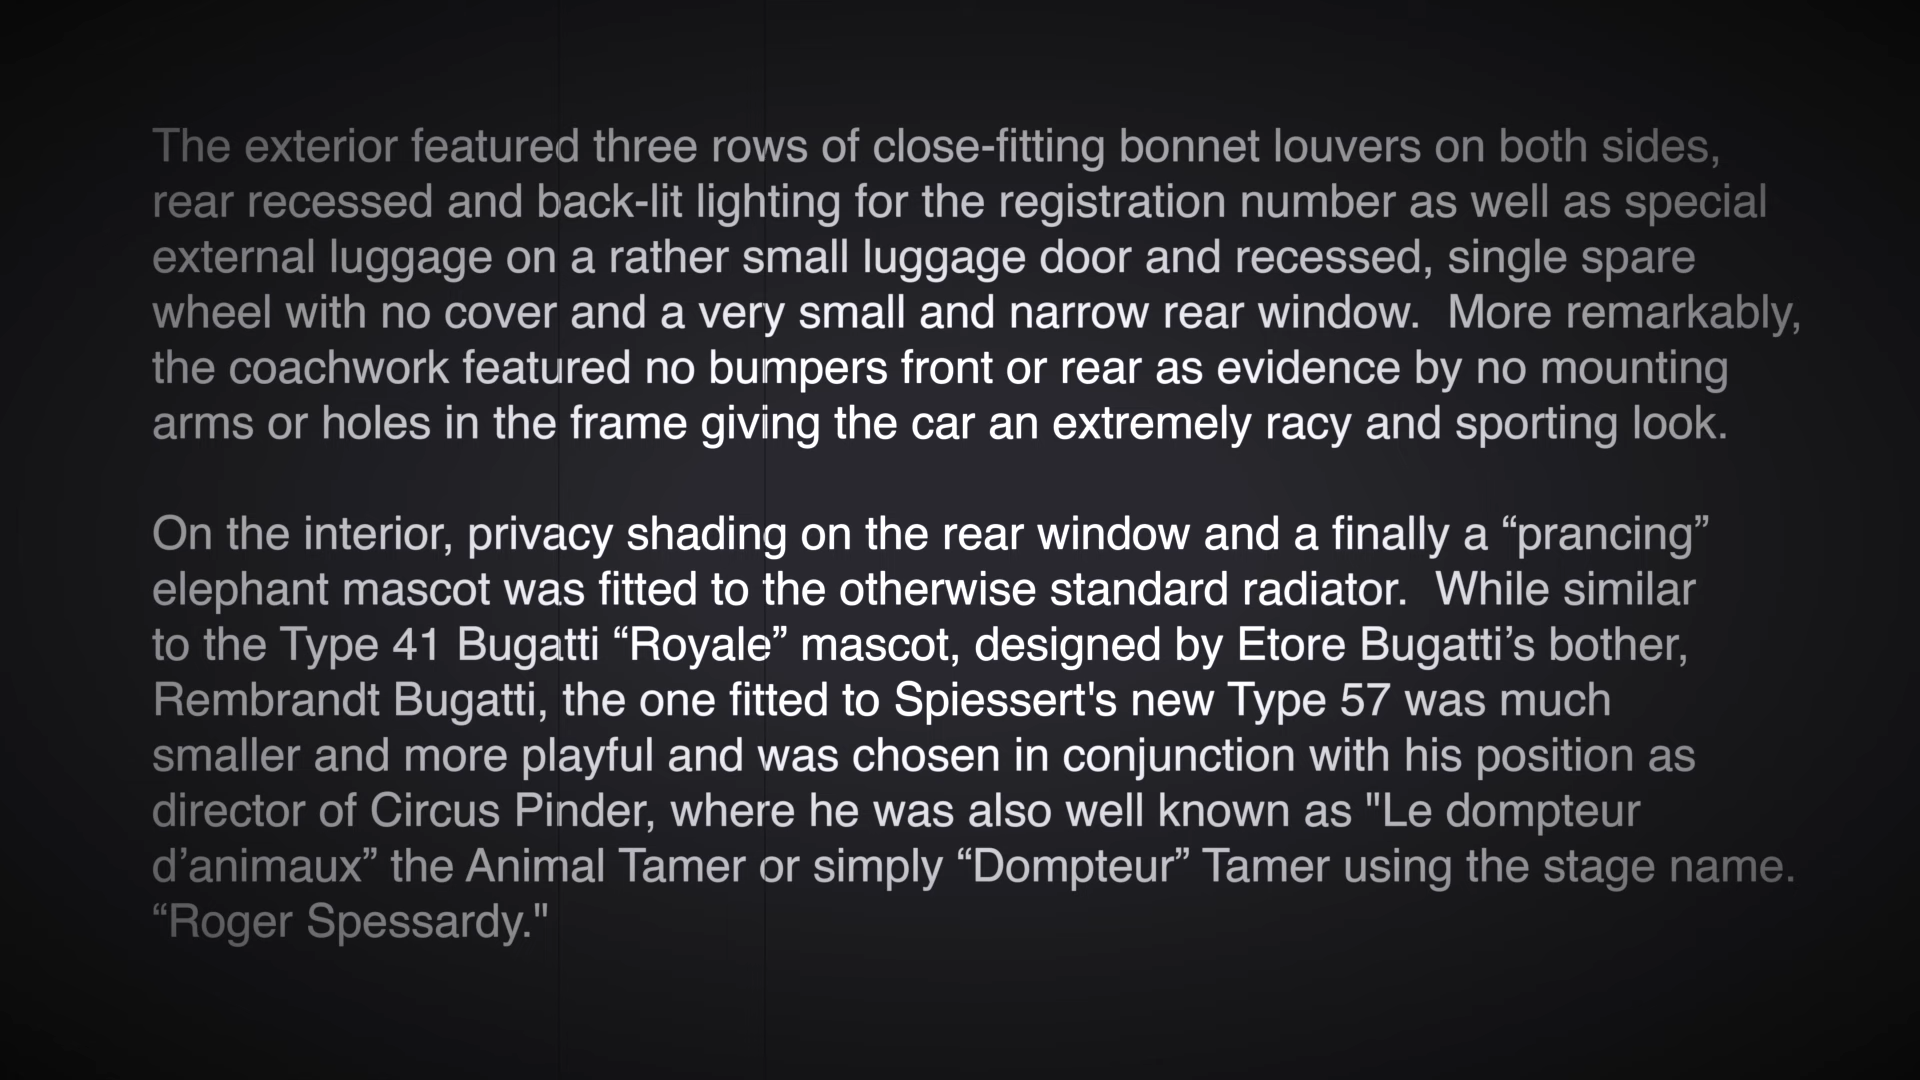 The exterior featured three rows of close-fitting bonnet louvers on both sides,
rear recessed and back-lit lighting for the registration number as well as special
external luggage on a rather small luggage door and recessed, single spare
wheel with no cover and a very small and narrow rear window.  More remarkably,
the coachwork featured no bumpers front or rear as evidence by no mounting
arms or holes in the frame giving the car an extremely racy and sporting look.
On the interior, privacy shading on the rear window and a finally a “prancing”
elephant mascot was fitted to the otherwise standard radiator.  While similar
to the Type 41 Bugatti “Royale” mascot, designed by Etore Bugatti’s bother,
Rembrandt Bugatti, the one fitted to Spiessert's new Type 57 was much
smaller and more playful and was chosen in conjunction with his position as
director of Circus Pinder, where he was also well known as "Le dompteur
d’animaux” the Animal Tamer or simply “Dompteur” Tamer using the stage name.
“Roger Spessardy."